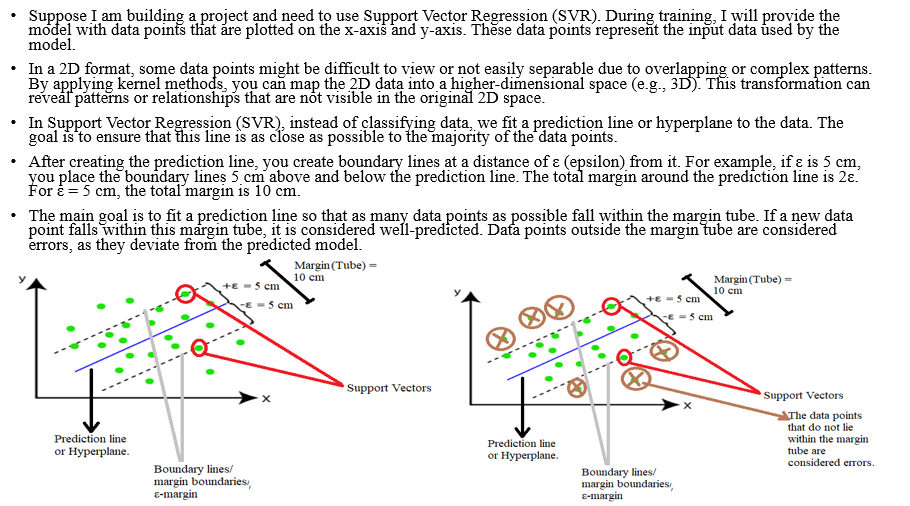 • Suppose I am building a project and need to use Support Vector Regression (SVR). During training, I will provide the
model with data points that are plotted on the x-axis and y-axis. These data points represent the input data used by the
model.
• In a 2D format, some data points might be difficult to view or not easily separable due to overlapping or complex patterns.
By applying kernel methods, you can map the 2D data into a higher-dimensional space (e.g., 3D). This transformation can
reveal patterns or relationships that are not visible in the original 2D space.
• In Support Vector Regression (SVR), instead of classifying data, we fit a prediction line or hyperplane to the data. The
goal is to ensure that this line is as close as possible to the majority of the data points.
• After creating the prediction line, you create boundary lines at a distance of ε (epsilon) from it. For example, if ε is 5 cm,
you place the boundary lines 5 cm above and below the prediction line. The total margin around the prediction line is 2ε.
For ε = 5 cm, the total margin is 10 cm.
• The main goal is to fit a prediction line so that as many data points as possible fall within the margin tube. If a new data
point falls within this margin tube, it is considered well-predicted. Data points outside the margin tube are considered
errors, as they deviate from the predicted model.
Margin (Tube) =
10 cm
y
+ε = 5 cm
-ε = 5 cm
Support Vectors
x
Prediction line
or Hyperplane.
Boundary lines/
margin boundaries,
ε-margin
Margin (Tube) =
10 cm
y
+ε = 5 cm
-ε = 5 cm
Support Vectors
x
The data points
that do not lie
within the margin
tube are
considered errors.
Prediction line
or Hyperplane.
Boundary lines/
margin boundaries,
ε-margin